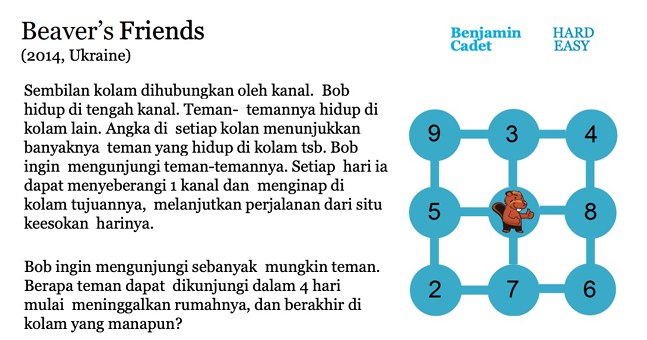 Beaver's Friends
(2014, Ukraine)
Benjamin HARD
Cadet EASY
Sembilan kolam dihubungkan oleh kanal. Bob
hidup di tengah kanal. Teman- temannya hidup di
kolam lain. Angka di setiap kolan menunjukkan
banyaknya teman yang hidup di kolam tsb. Bob
ingin mengunjungi teman-temannya. Setiap hari ia
dapat menyeberangi 1 kanal dan menginap di
kolam tujuannya, melanjutkan perjalanan dari situ
keesokan harinya.
Bob ingin mengunjungi sebanyak mungkin teman.
Berapa teman dapat dikunjungi dalam 4 hari
mulai meninggalkan rumahnya, dan berakhir di
kolam yang manapun?
9 3 4
5 8
2 7 6